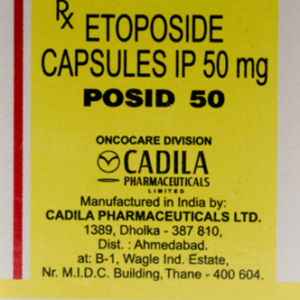 Rx ETOPOSIDE
CAPSULES IP 50 mg
POSID 50
ONCOCARE DIVISION
CADILA
PHARMACEUTICALS
LIMITED
Manufactured in India by:
CADILA PHARMACEUTICALS LTD.
1389, Dholka - 387 810,
Dist. : Ahmedabad.
at: B-1, Wagle Ind. Estate,
Nr. M.I.D.C. Building, Thane - 400 604.